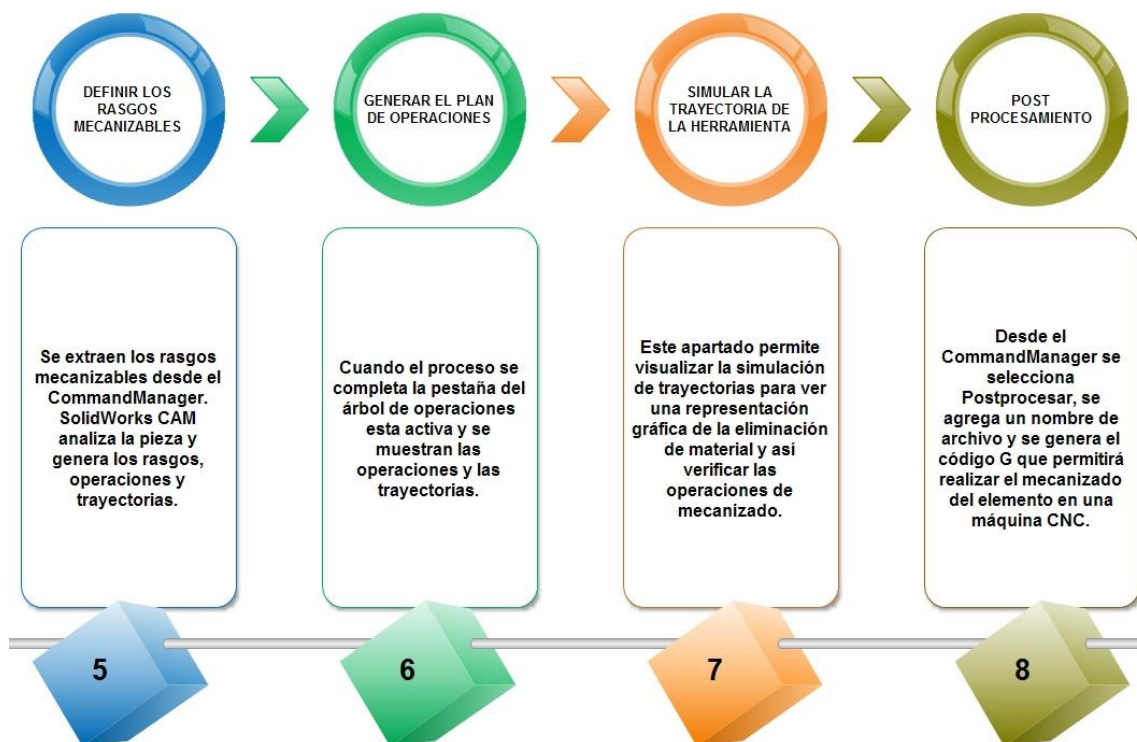 DEFINIR LOS
RASGOS
MECANIZABLES
GENERAR EL PLAN
DE OPERACIONES
SIMULAR LA
TRAYECTORIA DE
LA HERRAMIENTA
POST
PROCESAMIENTO
Se extraen los rasgos
mecanizables desde el
CommandManager.
SolidWorks CAM
analiza la pieza y
genera los rasgos,
operaciones y
trayectorias.
Cuando el proceso se
completa la pestaña del
árbol de operaciones
esta activa y se
muestran las
operaciones y las
trayectorias.
Este apartado permite
visualizar la simulación
de trayectorias para ver
una representación
gráfica de la eliminación
de material y así
verificar las
operaciones de
mecanizado.
Desde el
CommandManager se
selecciona
Postprocesar, se
agrega un nombre de
archivo y se genera el
código G que permitirá
realizar el mecanizado
del elemento en una
máquina CNC.
5
6
7
8